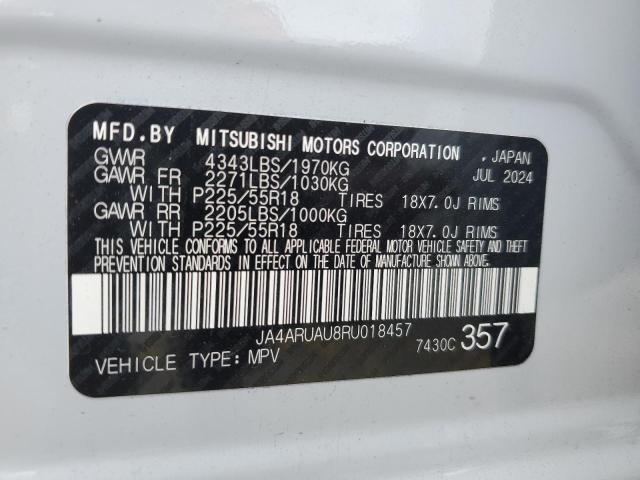 MFD.BY MITSUBISHI MOTORS CORPORATION . JAPAN
GVWR 4343LBS/1970KG JUL 2024
GAWR FR 2271LBS/1030KG
WITH P225/55R18 TIRES 18X7.0J RIMS
GAWR RR 2205LBS/1000KG
WITH P225/55R18 TIRES 18X7.0J RIMS
THIS VEHICLE CONFORMS TO ALL APPLICABLE FEDERAL MOTOR VEHICLE SAFETY AND THEFT
PREVENTION STANDARDS IN EFFECT ON THE DATE OF MANUFACTURE SHOWN ABOVE.
JA4ARUAU8RU018457
VEHICLE TYPE: MPV 7430C 357